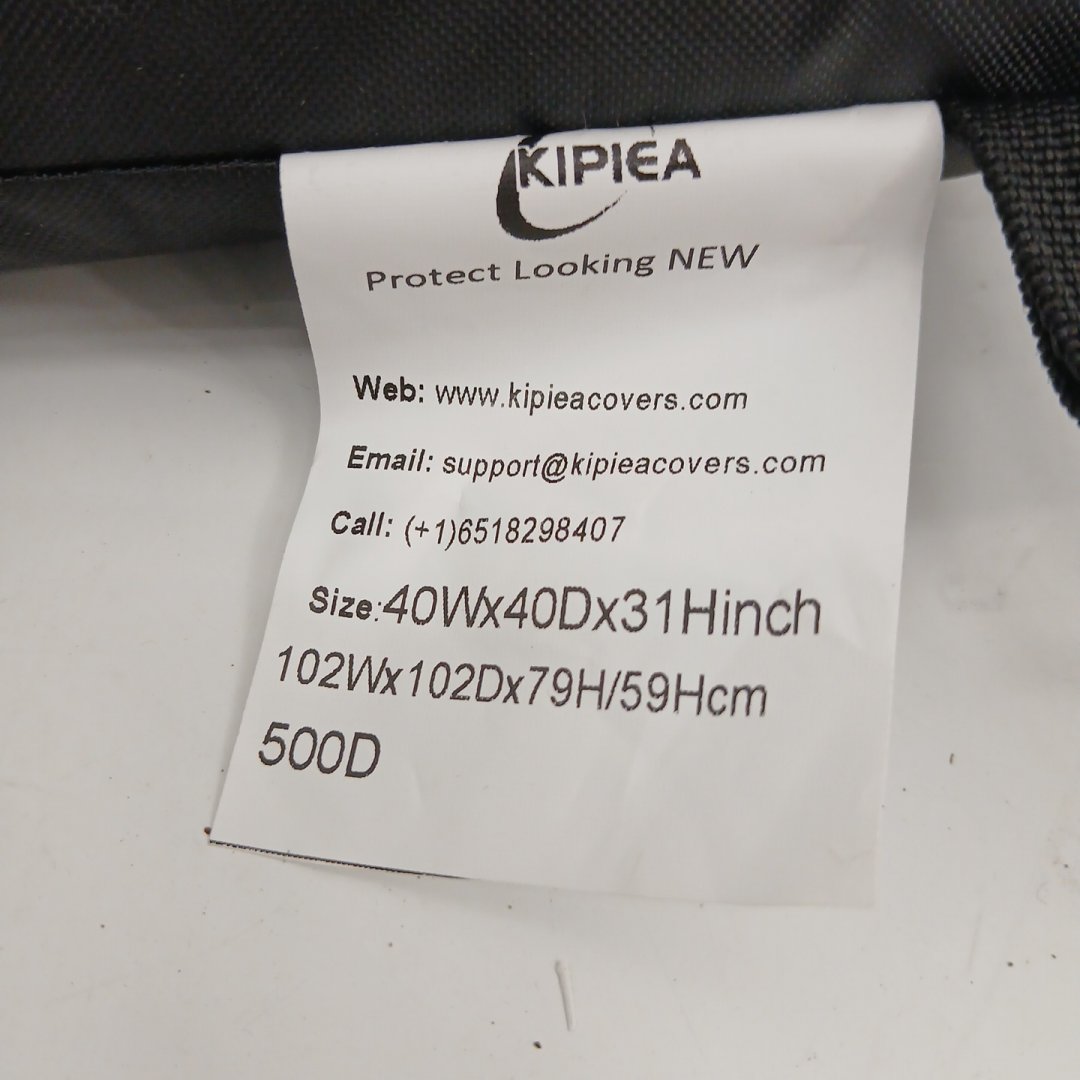 KIPIEA
Protect Looking NEW
Web: www.kipieacovers.com
Email: support@kipieacovers.com
Call: (+1)6518298407
Size:40Wx40Dx31Hinch
102Wx102Dx79H/59Hcm
500D